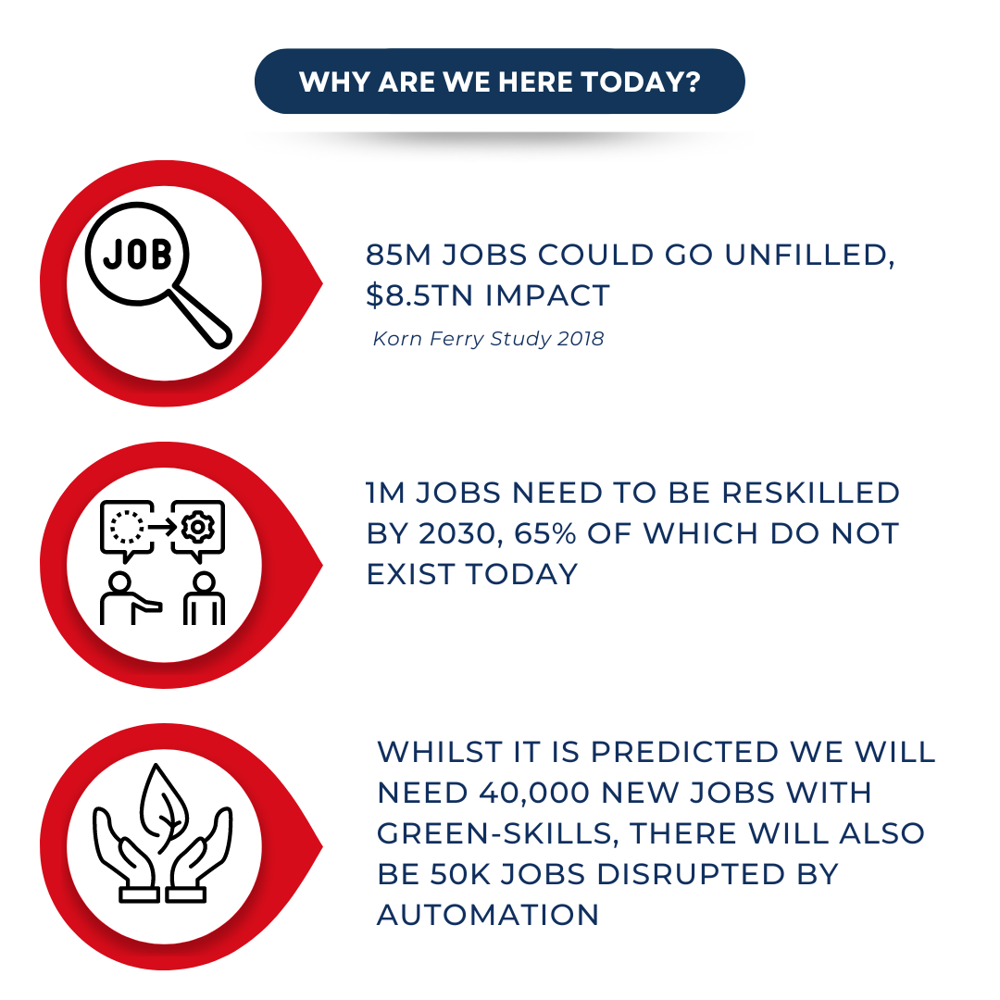 WHY ARE WE HERE TODAY?
JOB
85M JOBS COULD GO UNFILLED,
$8.5TN IMPACT
Korn Ferry Study 2018
1M JOBS NEED TO BE RESKILLED
BY 2030, 65% OF WHICH DO NOT
EXIST TODAY
WHILST IT IS PREDICTED WE WILL
NEED 40,000 NEW JOBS WITH
GREEN-SKILLS, THERE WILL ALSO
BE 50K JOBS DISRUPTED BY
AUTOMATION